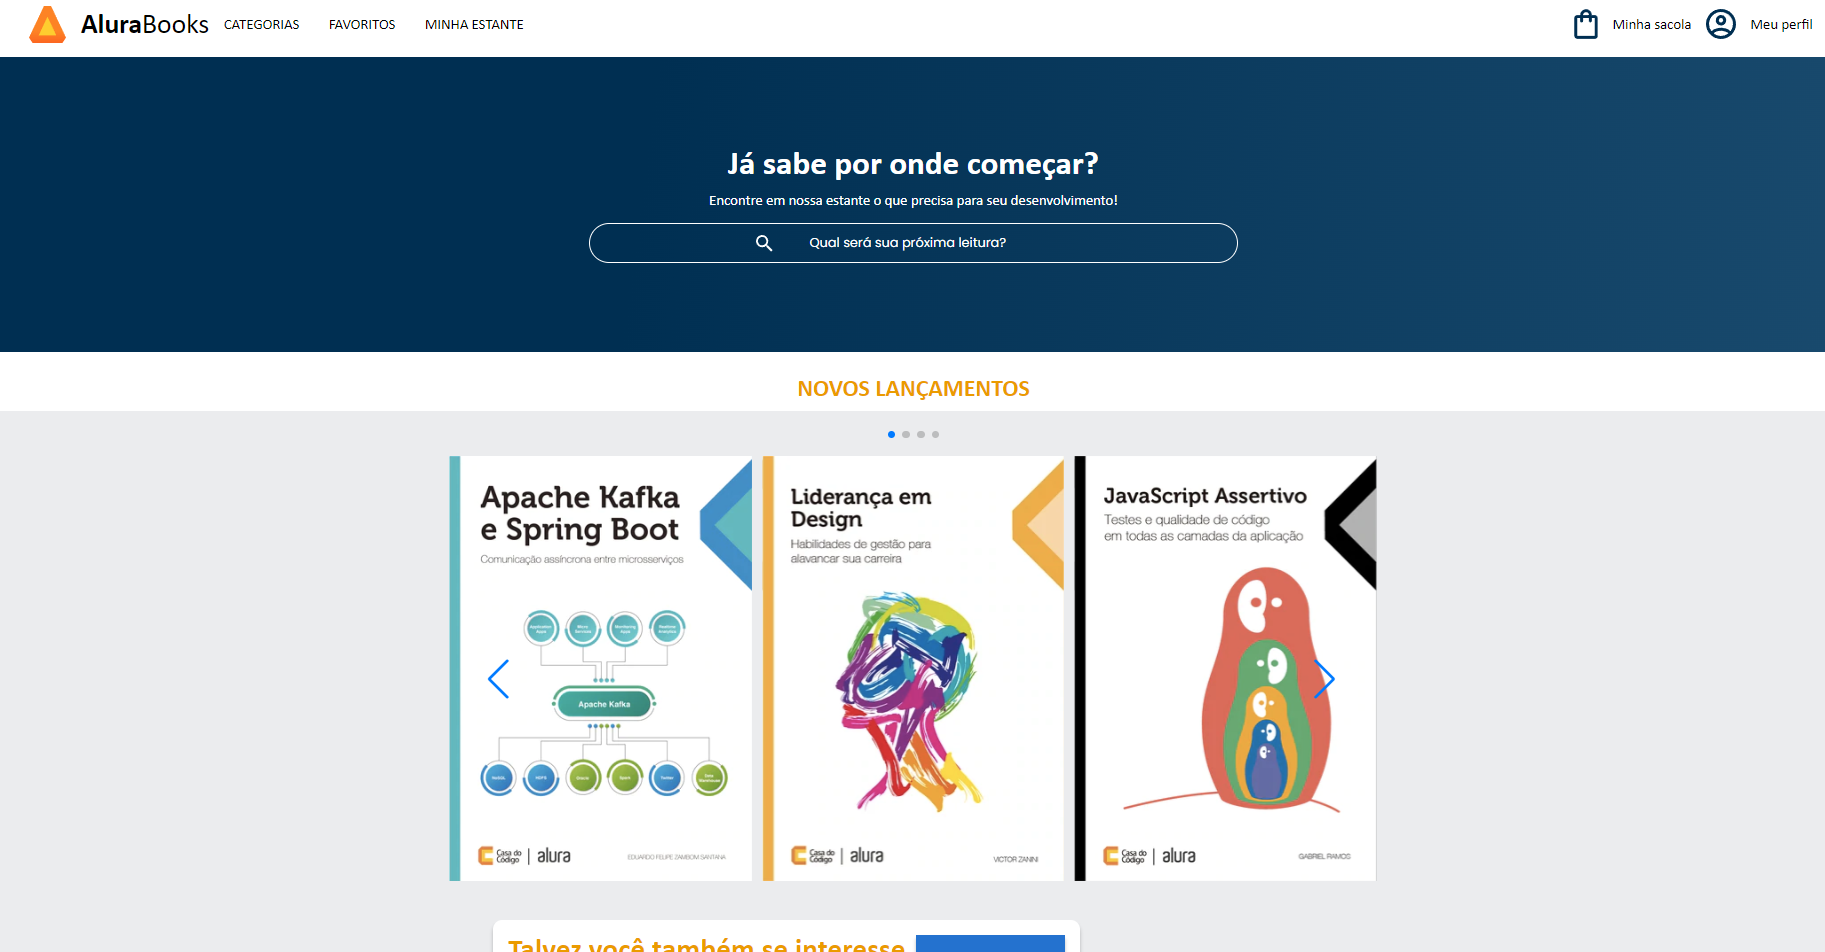 AluraBooks
CATEGORIAS
FAVORITOS
MINHA ESTANTE
Minha sacola
Meu perfil
Já sabe por onde começar?
Encontre em nossa estante o que precisa para seu desenvolvimento!
Qual será sua próxima leitura?
NOVOS LANÇAMENTOS
Apache Kafka
e Spring Boot
Comunicação assíncrona entre microsserviços
Apache Kafka
Casa do
Código
alura
EDUARDO FELIPE ZAMBOM SANTANA
Liderança em
Design
Habilidades de gestão para
alavancar sua carreira
Casa do
Código
alura
VICTOR ZANINI
JavaScript Assertivo
Testes e qualidade de código
em todas as camadas da aplicação
Casa do
Código
alura
GABRIEL RAMOS
Talvez você também se interesse